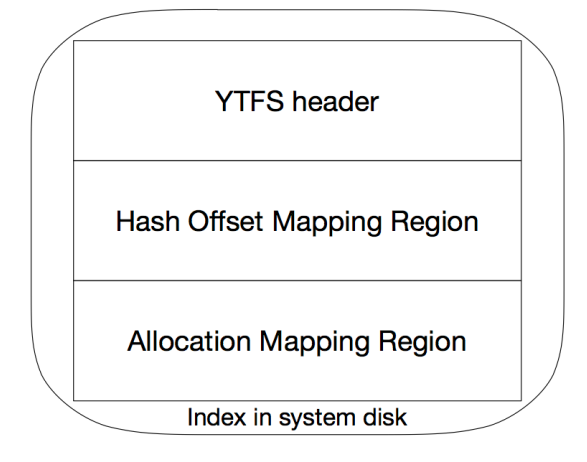 YTFS header
Hash Offset Mapping Region
Allocation Mapping Region
Index in system disk